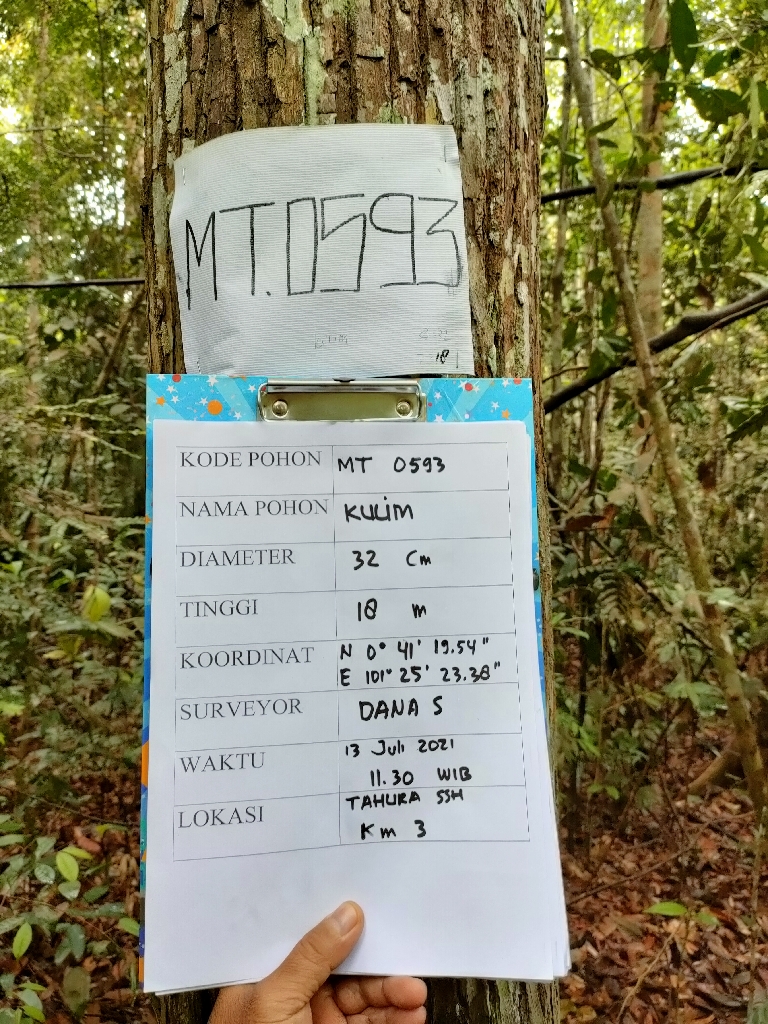 MT.0593
18
KODE POHON MT 0593
NAMA POHON KULIM
DIAMETER 32 Cm
TINGGI 18 m
KOORDINAT N 0° 41' 19.54"
E 101° 25' 23.38"
SURVEYOR DANA S
WAKTU 13 Juli 2021
11.30 WIB
LOKASI TAHURA SSH
Km 3